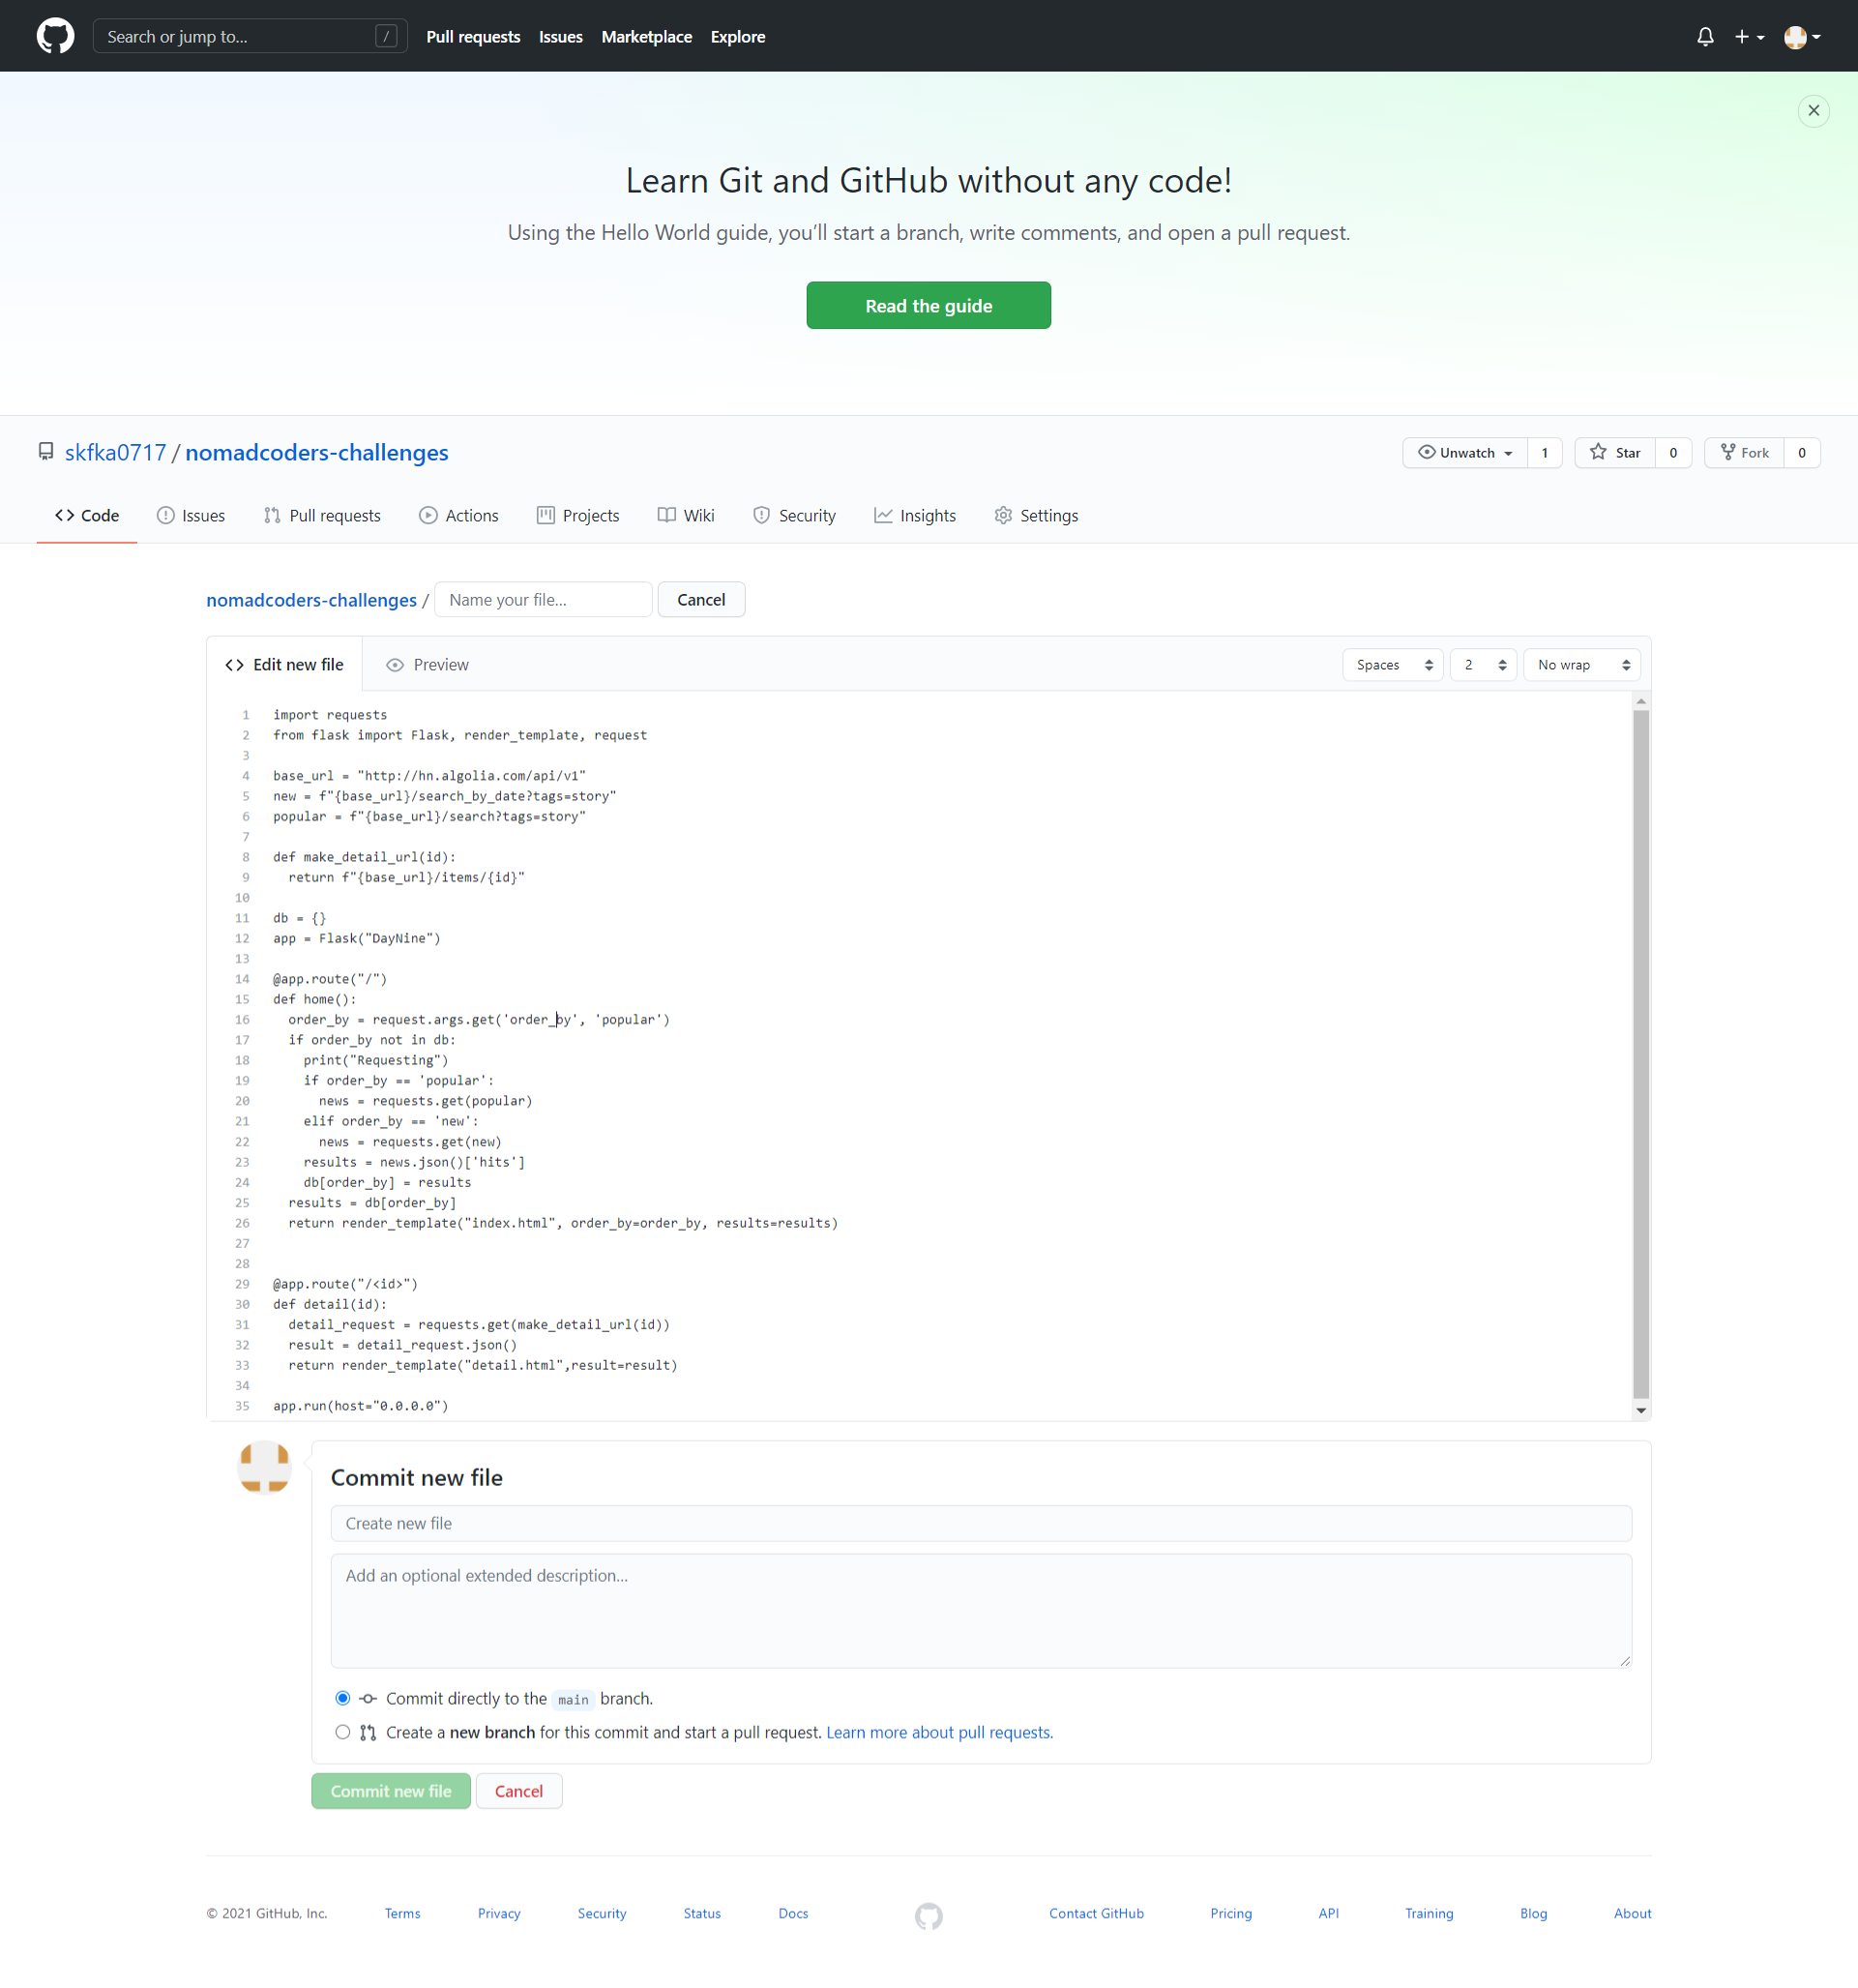 Search or jump to... / Pull requests Issues Marketplace Explore
Learn Git and GitHub without any code!
Using the Hello World guide, you’ll start a branch, write comments, and open a pull request.
Read the guide
skfka0717 / nomadcoders-challenges Unwatch 1 Star 0 Fork 0
Code Issues Pull requests Actions Projects Wiki Security Insights Settings
nomadcoders-challenges / Name your file... Cancel
<> Edit new file Preview Spaces 2 No wrap
1 import requests
2 from flask import Flask, render_template, request
3
4 base_url = "http://hn.algolia.com/api/v1"
5 new = f"{base_url}/search_by_date?tags=story"
6 popular = f"{base_url}/search?tags=story"
7
8 def make_detail_url(id):
9   return f"{base_url}/items/{id}"
10
11 db = {}
12 app = Flask("DayNine")
13
14 @app.route("/")
15 def home():
16   order_by = request.args.get('order_by', 'popular')
17   if order_by not in db:
18     print("Requesting")
19     if order_by == 'popular':
20       news = requests.get(popular)
21     elif order_by == 'new':
22       news = requests.get(new)
23     results = news.json()['hits']
24     db[order_by] = results
25   results = db[order_by]
26   return render_template("index.html", order_by=order_by, results=results)
27
28
29 @app.route("/<id>")
30 def detail(id):
31   detail_request = requests.get(make_detail_url(id))
32   result = detail_request.json()
33   return render_template("detail.html",result=result)
34
35 app.run(host="0.0.0.0")
Commit new file
Create new file
Add an optional extended description...
Commit directly to the main branch.
Create a new branch for this commit and start a pull request. Learn more about pull requests.
Commit new file Cancel
© 2021 GitHub, Inc. Terms Privacy Security Status Docs Contact GitHub Pricing API Training Blog About